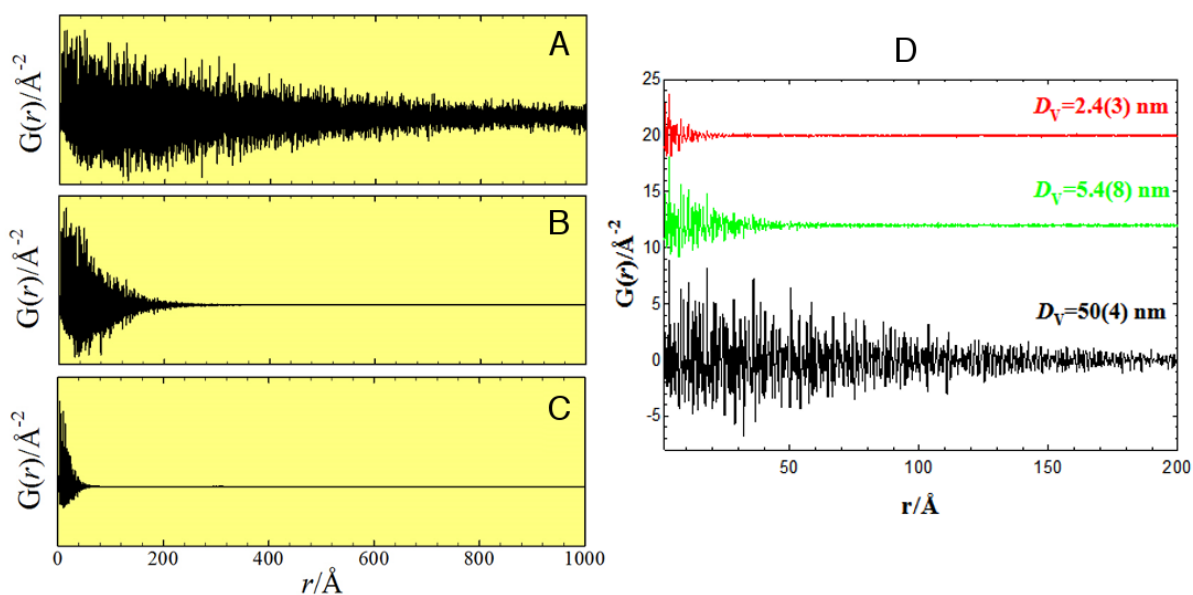 A
G(r)/Å⁻²
B
G(r)/Å⁻²
C
G(r)/Å⁻²
0 200 400 600 800 1000
r/Å
D
25
20
15
10
5
0
-5
G(r)/Å⁻²
D_V=2.4(3) nm
D_V=5.4(8) nm
D_V=50(4) nm
50 100 150 200
r/Å